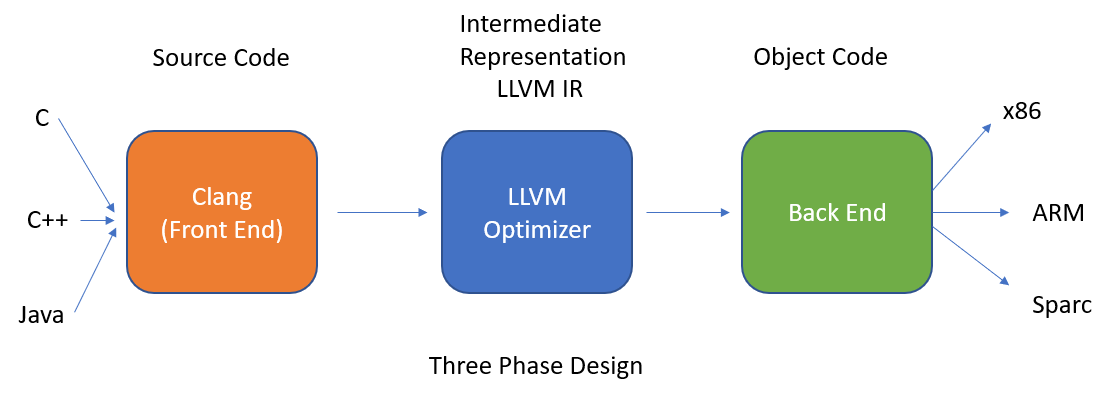 Source Code
Intermediate
Representation
LLVM IR
Object Code
C
C++
Java
Clang
(Front End)
LLVM
Optimizer
Back End
x86
ARM
Sparc
Three Phase Design